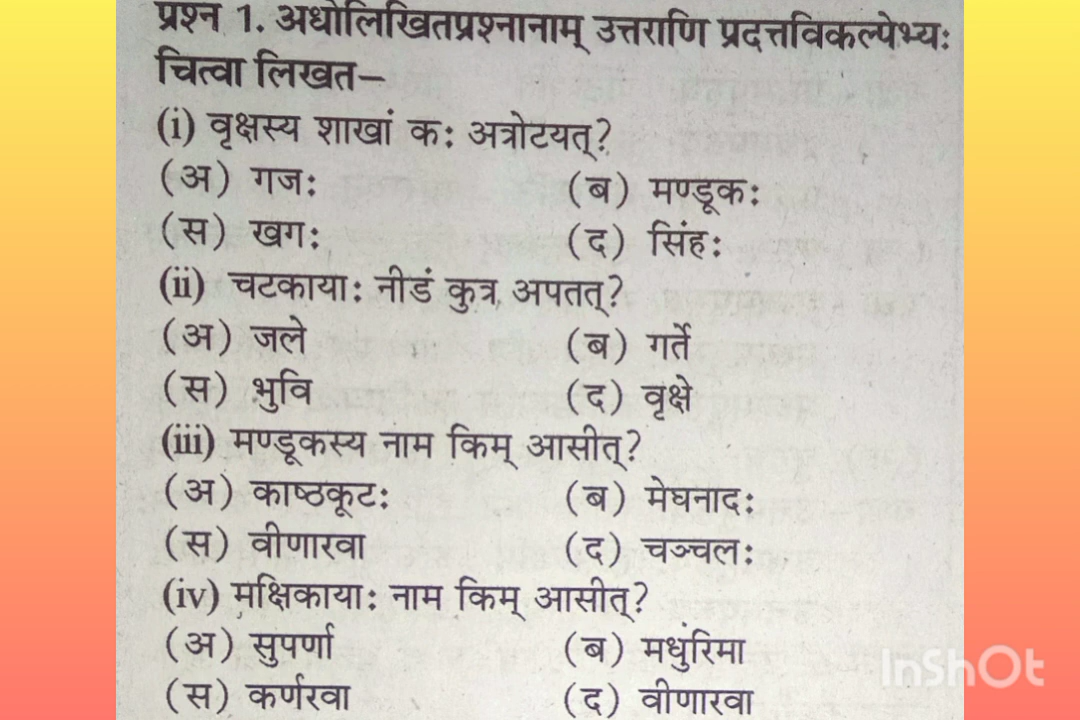 प्रश्न 1. अधोलिखितप्रश्नानाम् उत्तराणि प्रदत्तविकल्पेभ्यः
चित्वा लिखत–
(i) वृक्षस्य शाखां कः अत्रोटयत्?
(अ) गजः (ब) मण्डूकः
(स) खगः (द) सिंहः
(ii) चटकायाः नीडं कुत्र अपतत्?
(अ) जले (ब) गर्ते
(स) भुवि (द) वृक्षे
(iii) मण्डूकस्य नाम किम् आसीत्?
(अ) काष्ठकूटः (ब) मेघनादः
(स) वीणारवा (द) चञ्चलः
(iv) मक्षिकायाः नाम किम् आसीत्?
(अ) सुपर्णा (ब) मधुरिमा
(स) कर्णरवा (द) वीणारवा
InShOt